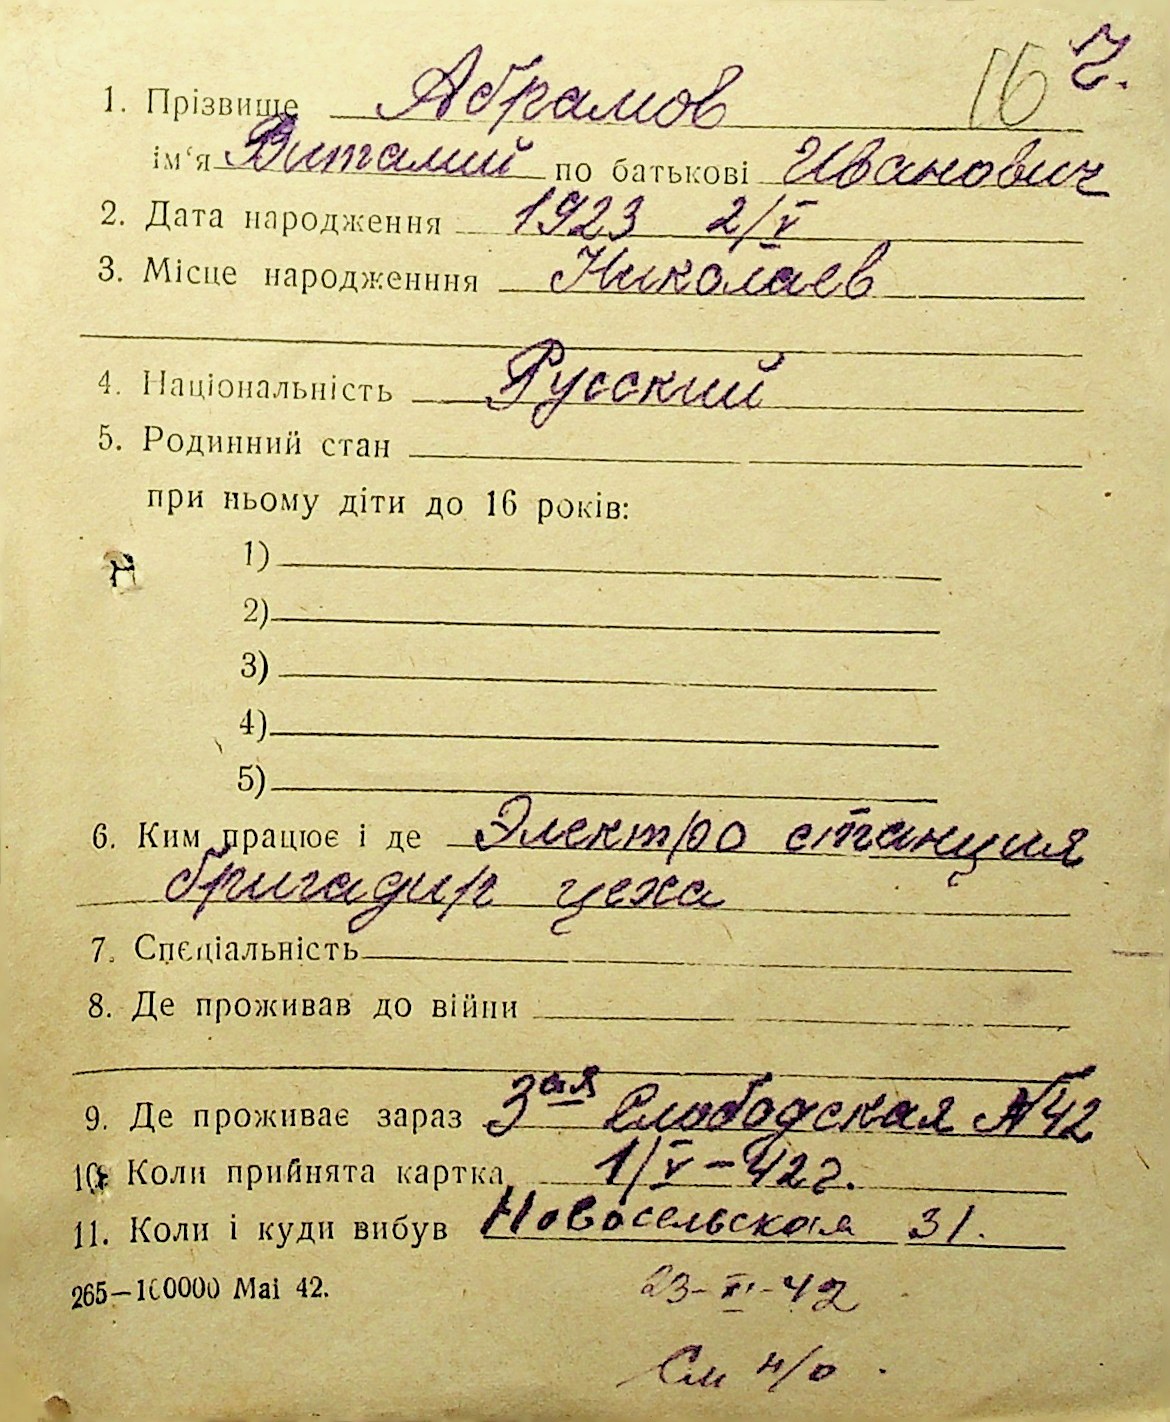 16 Ч.
1. Прізвище Абрамов
ім'я Виталий по батькові Иванович
2. Дата народження 1923 2/V
3. Місце народженння Николаев
4. Національність Русский
5. Родинний стан
при ньому діти до 16 років:
1)
2)
3)
4)
5)
6. Ким працює і де Электро станция
бригадир цеха
7. Спєціальність
8. Де проживав до війни
9. Де проживає зараз 3ая Слободская №42
10. Коли прийнята картка 1/V-42г.
11. Коли і куди вибув Новосельская 31.
265—100000 Mai 42.
23-XI-42
См н/о